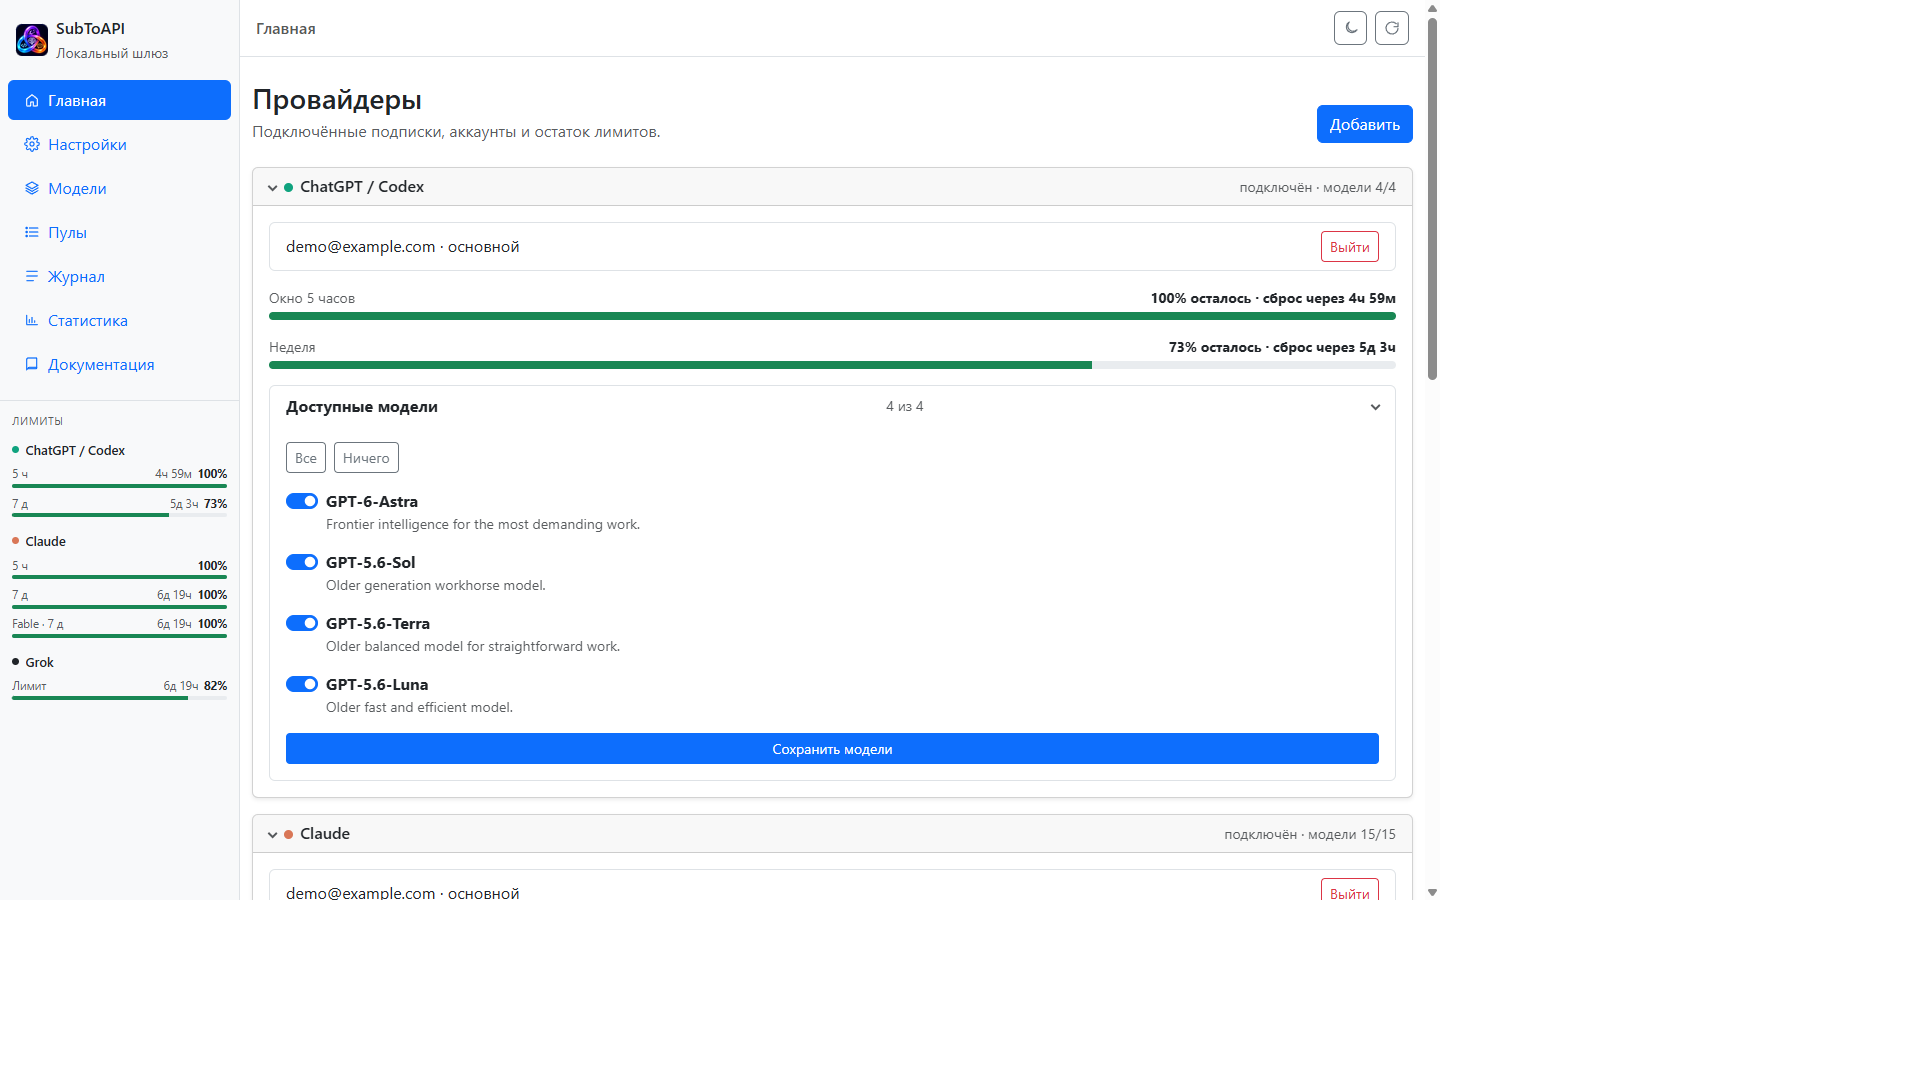 SubToAPI
Локальный шлюз
Главная
Настройки
Модели
Пулы
Журнал
Статистика
Документация
ЛИМИТЫ
ChatGPT / Codex
5 ч 4ч 59м 100%
7 д 5д 3ч 73%
Claude
5 ч 100%
7 д 6д 19ч 100%
Fable · 7 д 6д 19ч 100%
Grok
Лимит 6д 19ч 82%
Главная
Провайдеры
Подключённые подписки, аккаунты и остаток лимитов.
Добавить
ChatGPT / Codex подключён · модели 4/4
demo@example.com · основной Выйти
Окно 5 часов 100% осталось · сброс через 4ч 59м
Неделя 73% осталось · сброс через 5д 3ч
Доступные модели 4 из 4
Все Ничего
GPT-6-Astra
Frontier intelligence for the most demanding work.
GPT-5.6-Sol
Older generation workhorse model.
GPT-5.6-Terra
Older balanced model for straightforward work.
GPT-5.6-Luna
Older fast and efficient model.
Сохранить модели
Claude подключён · модели 15/15
demo@example.com · основной Выйти